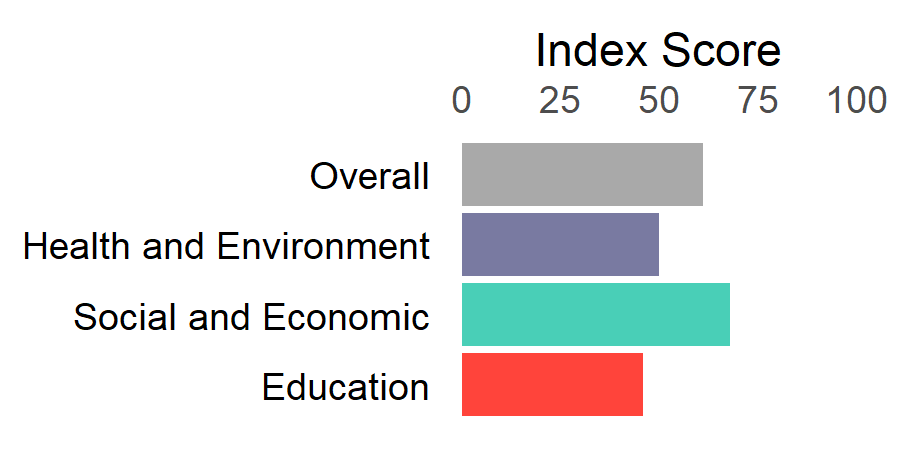 Index Score
0 25 50 75 100
Overall
Health and Environment
Social and Economic
Education